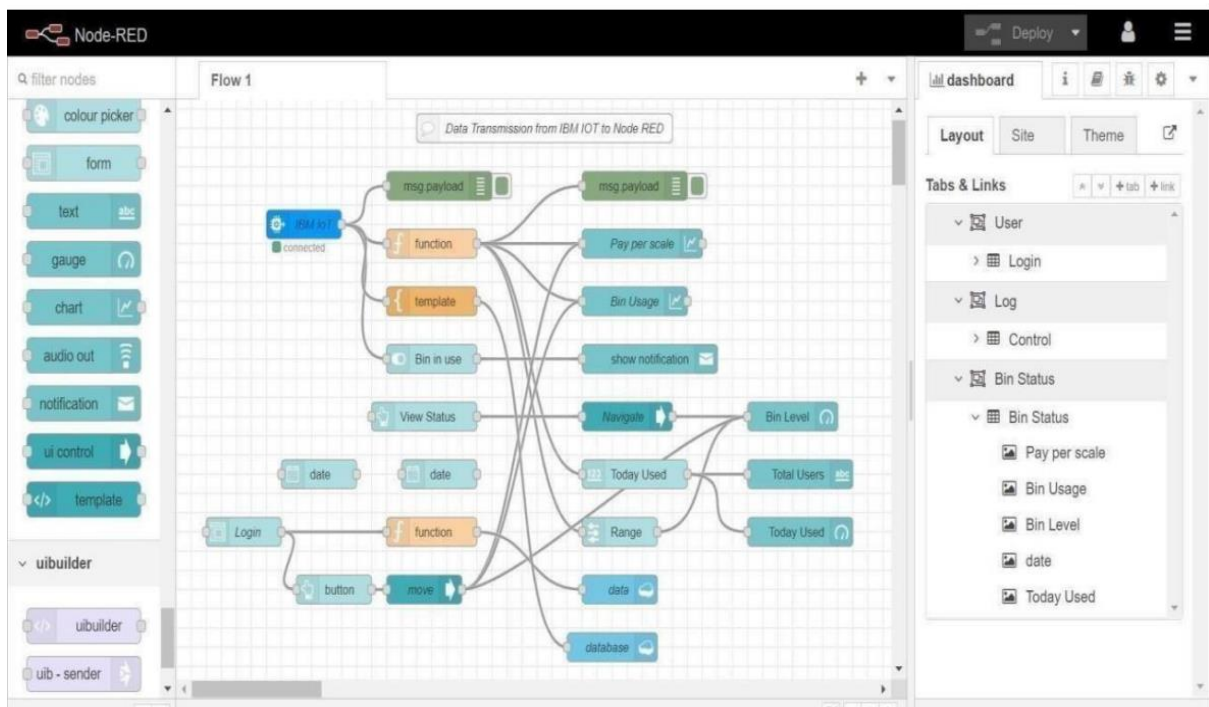 Node-RED
Deploy
filter nodes
colour picker
form
text
abc
gauge
chart
audio out
notification
ui control
template
uibuilder
uibuilder
uib - sender
Flow 1
Data Transmission from IBM IOT to Node RED
msg.payload
msg.payload
IBM IoT
connected
function
Pay per scale
template
Bin Usage
Bin in use
show notification
View Status
Navigate
Bin Level
date
date
123
Today Used
Total Users
abc
Login
function
Range
Today Used
button
move
data
database
dashboard
i
Layout
Site
Theme
Tabs & Links
+ tab
+ link
User
Login
Log
Control
Bin Status
Bin Status
Pay per scale
Bin Usage
Bin Level
date
Today Used